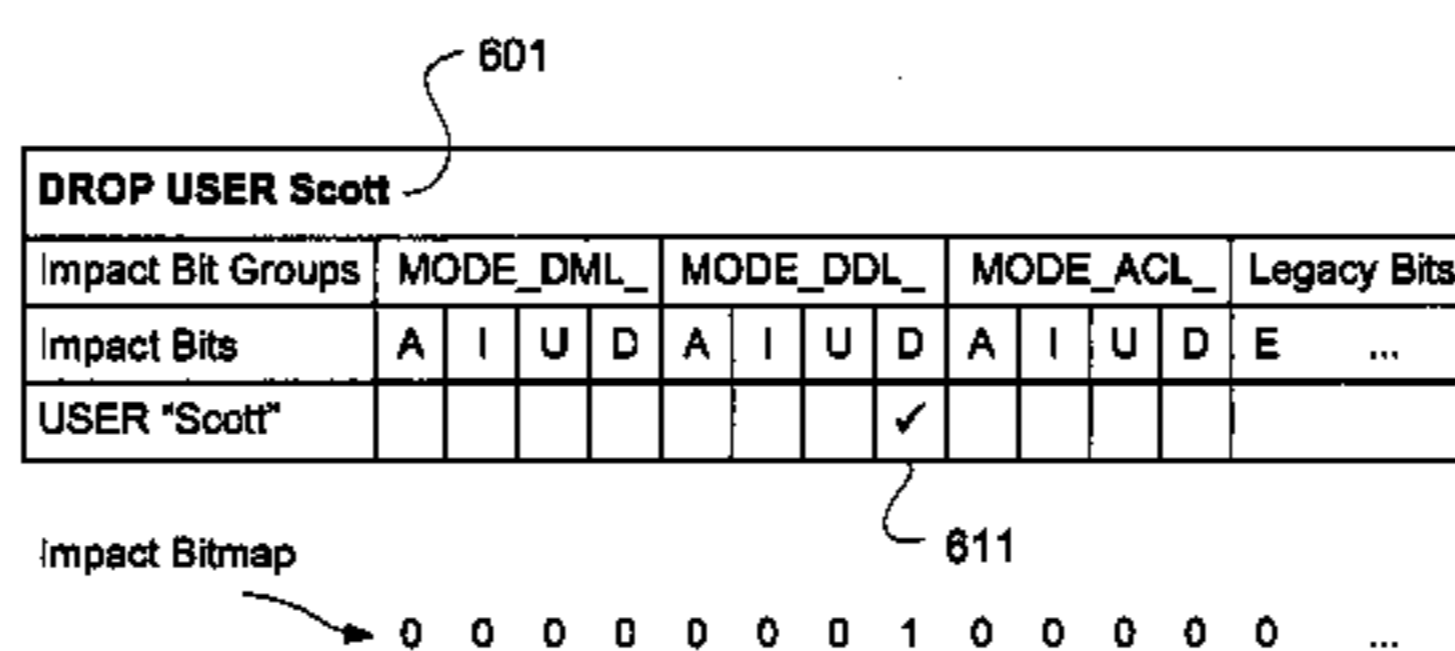 601
DROP USER Scott
Impact Bit Groups MODE_DML_ MODE_DDL_ MODE_ACL_ Legacy Bits
Impact Bits A I U D A I U D A I U D E ...
USER "Scott" ✓
611
Impact Bitmap
0 0 0 0 0 0 0 1 0 0 0 0 0 ...